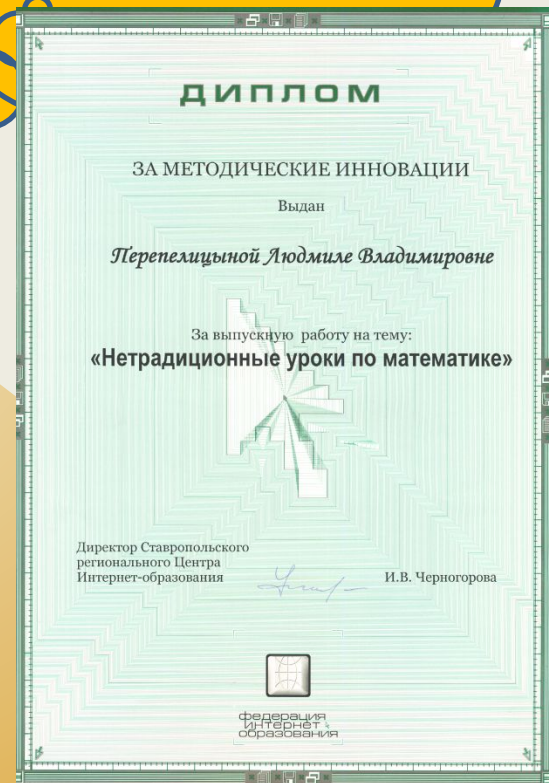 ДИПЛОМ
ЗА МЕТОДИЧЕСКИЕ ИННОВАЦИИ
Выдан
Перепелицыной Людмиле Владимировне
За выпускную работу на тему:
«Нетрадиционные уроки по математике»
Директор Ставропольского
регионального Центра
Интернет-образования
И.В. Черногорова
федерация
интернет
образования